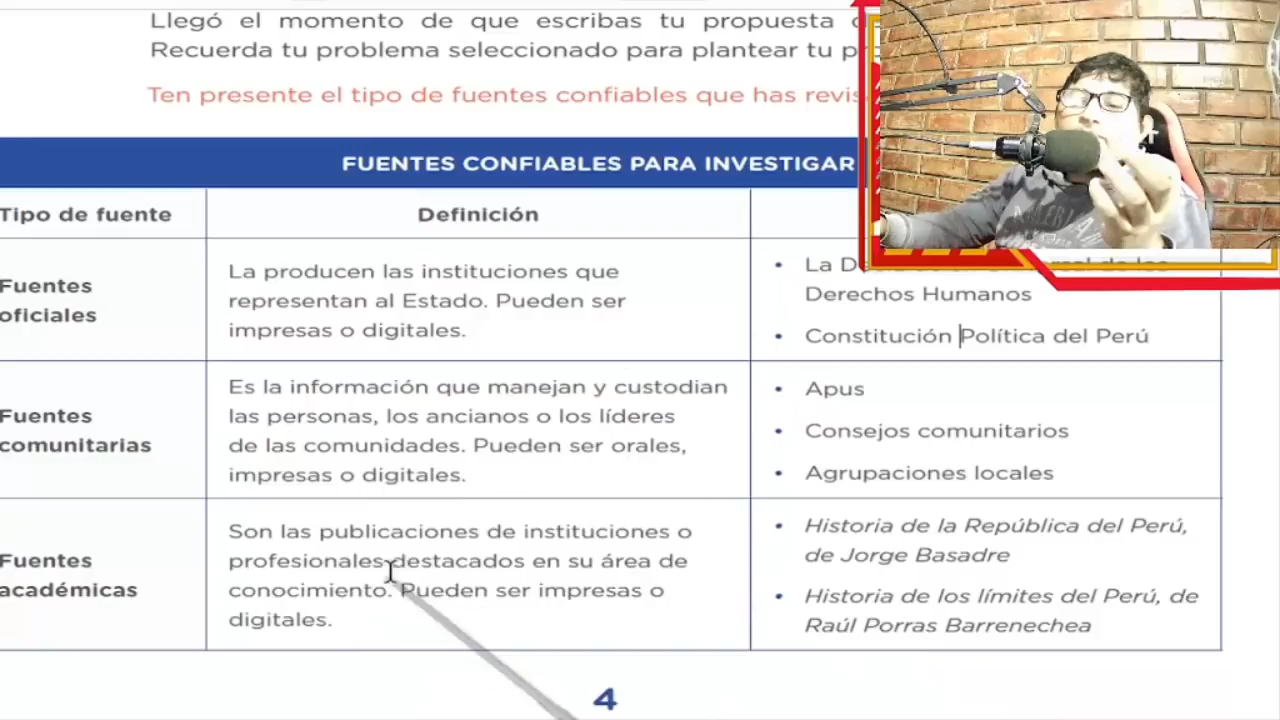 Llegó el momento de que escribas tu propuesta
Recuerda tu problema seleccionado para plantear tu
Ten presente el tipo de fuentes confiables que has
FUENTES CONFIABLES PARA INVESTIGAR
Tipo de fuente
Definición
Fuentes
oficiales
La producen las instituciones que
representan al Estado. Pueden ser
impresas o digitales.
• La
Derechos Humanos
• Constitución Política del Perú
Fuentes
comunitarias
Es la información que manejan y custodian
las personas, los ancianos o los líderes
de las comunidades. Pueden ser orales,
impresas o digitales.
• Apus
• Consejos comunitarios
• Agrupaciones locales
Fuentes
académicas
Son las publicaciones de instituciones o
profesionales destacados en su área de
conocimiento. Pueden ser impresas o
digitales.
• Historia de la República del Perú,
de Jorge Basadre
• Historia de los límites del Perú, de
Raúl Porras Barrenechea
4